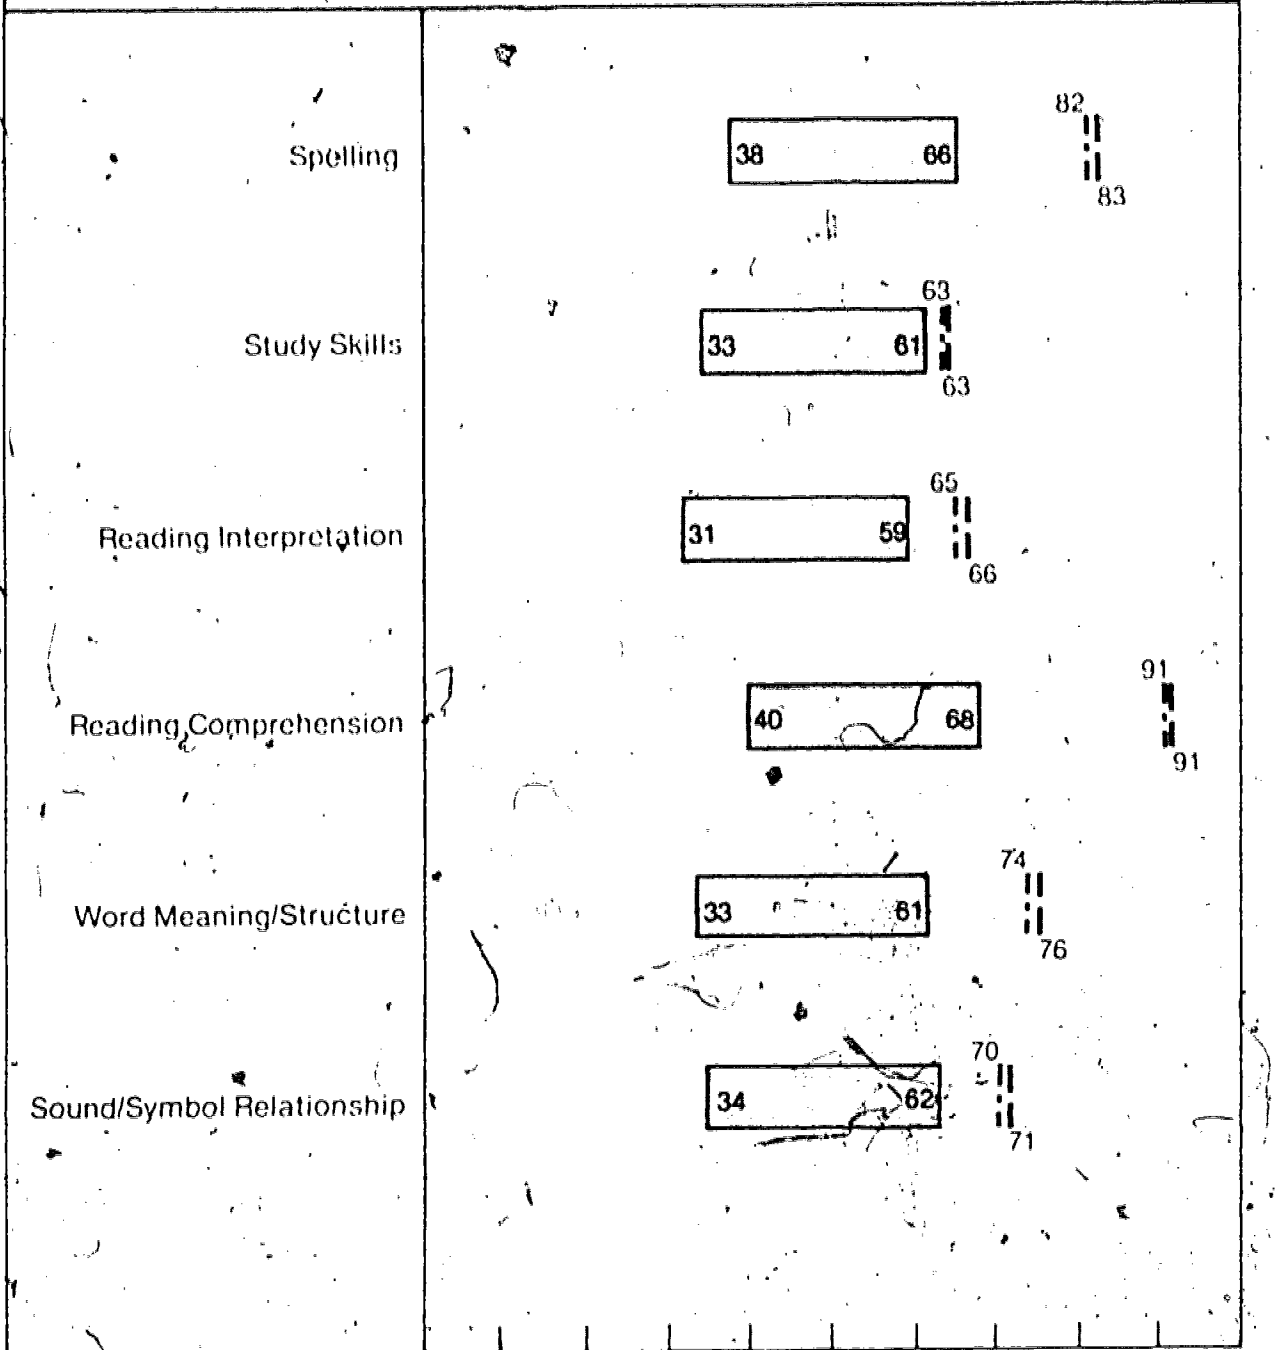 82
Spelling 38 66
83
63
Study Skills 33 61
63
65
Reading Interpretation 31 59
66
91
Reading Comprehension 40 68
91
74
Word Meaning/Structure 33 61
76
70
Sound/Symbol Relationship 34 62
71